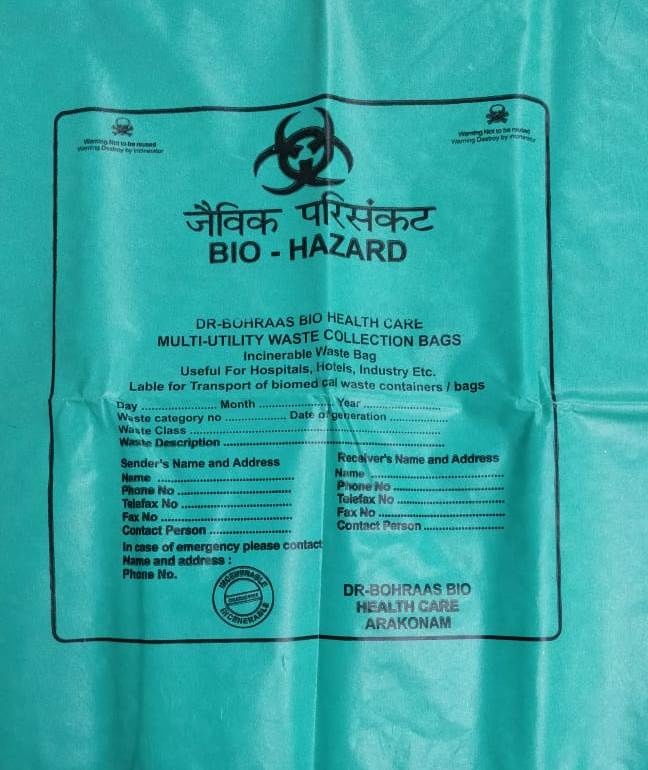 Warning Not to be reused
Warning Destroy by incinerator
Warning Not to be reused
Warning Destroy by incinerator
जैविक परिसंकट
BIO - HAZARD
DR-BOHRAAS BIO HEALTH CARE
MULTI-UTILITY WASTE COLLECTION BAGS
Incinerable Waste Bag
Useful For Hospitals, Hotels, Industry Etc.
Lable for Transport of biomedical waste containers / bags
Day .................... Month .................... Year ....................
Waste category no .................... Date of generation ....................
Waste Class ....................
Waste Description ....................
Sender's Name and Address
Name ....................
Phone No ....................
Telefax No ....................
Fax No ....................
Contact Person ....................
Receiver's Name and Address
Name ....................
Phone No ....................
Telefax No ....................
Fax No ....................
Contact Person ....................
In case of emergency please contact
Name and address :
Phone No.
INCENERABLE
INCENERABLE
DR-BOHRAAS BIO
HEALTH CARE
ARAKONAM